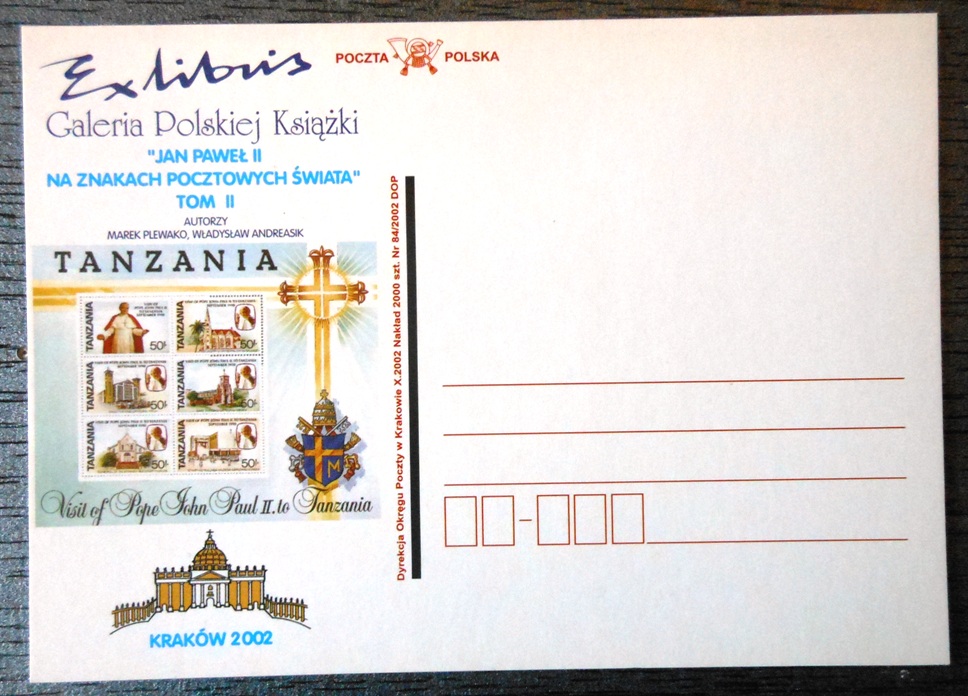 Ex libris
POCZTA POLSKA
Galeria Polskiej Książki
"JAN PAWEŁ II
NA ZNAKACH POCZTOWYCH ŚWIATA"
TOM II
AUTORZY
MAREK PLEWAKO, WŁADYSŁAW ANDREASIK
TANZANIA
TANZANIA 50/-
TANZANIA 50/-
TANZANIA 50/-
TANZANIA 50/-
TANZANIA 50/-
TANZANIA 50/-
M
Visit of Pope John Paul II. to Tanzania
KRAKÓW 2002
Dyrekcja Okręgu Poczty w Krakowie X.2002 Nakład 2000 szt. Nr 84/2002 DOP